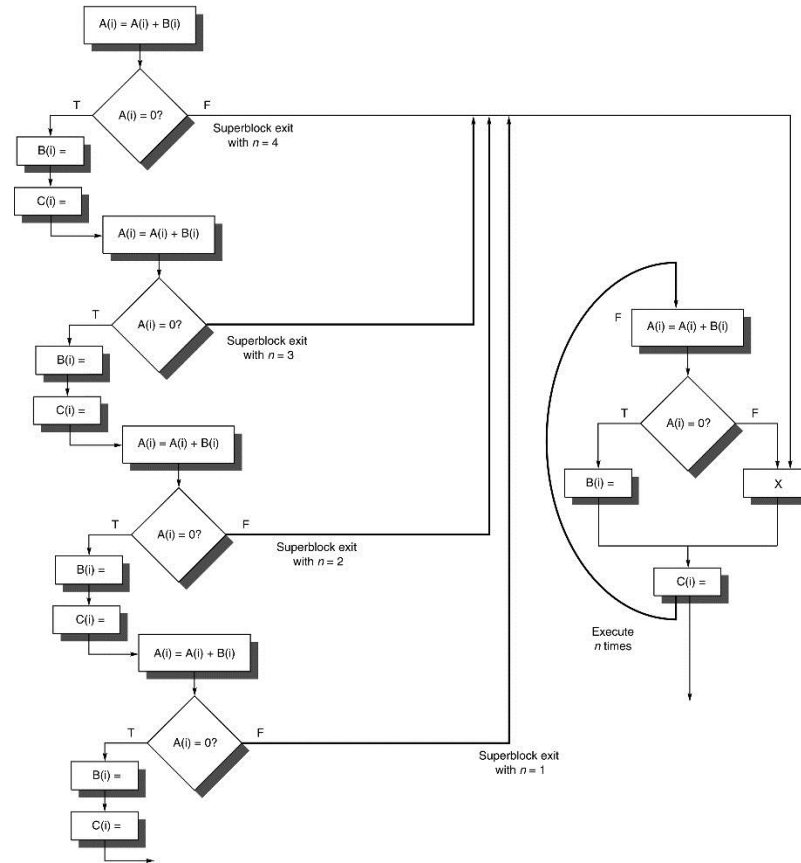 A(i) = A(i) + B(i)
T
A(i) = 0?
F
Superblock exit
with n = 4
B(i) =
C(i) =
A(i) = A(i) + B(i)
T
A(i) = 0?
Superblock exit
with n = 3
B(i) =
C(i) =
A(i) = A(i) + B(i)
T
A(i) = 0?
F
Superblock exit
with n = 2
B(i) =
C(i) =
A(i) = A(i) + B(i)
T
A(i) = 0?
F
Superblock exit
with n = 1
B(i) =
C(i) =
F
A(i) = A(i) + B(i)
T
A(i) = 0?
F
B(i) =
X
C(i) =
Execute
n times